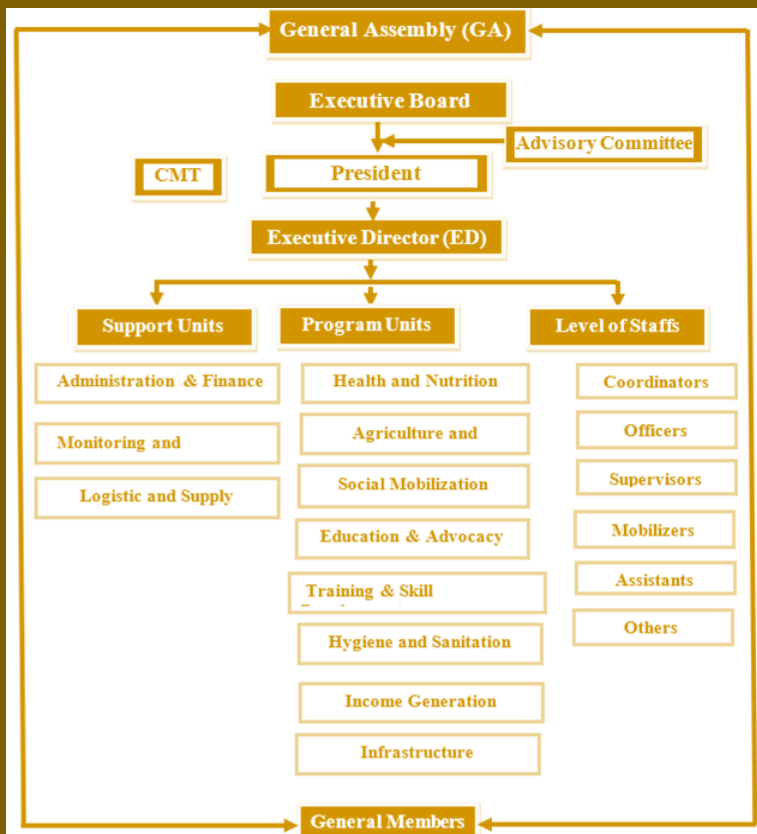 General Assembly (GA)
Executive Board
Advisory Committee
CMT
President
Executive Director (ED)
Support Units
Program Units
Level of Staffs
Administration & Finance
Monitoring and
Logistic and Supply
Health and Nutrition
Agriculture and
Social Mobilization
Education & Advocacy
Training & Skill
Hygiene and Sanitation
Income Generation
Infrastructure
Coordinators
Officers
Supervisors
Mobilizers
Assistants
Others
General Members